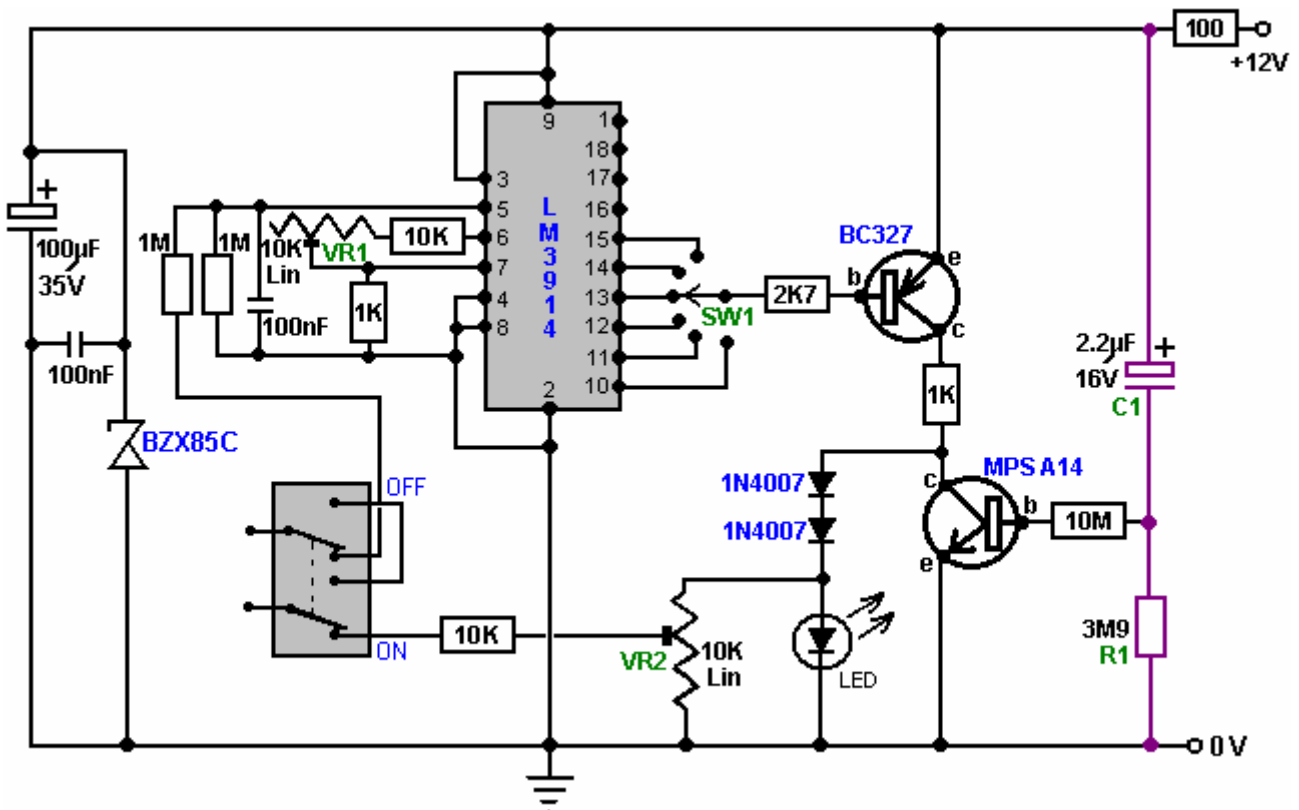 100
+12V
9
1
18
3
17
L M 3 9 1 4
5
16
1M
1M
10K
Lin
VR1
10K
6
15
100µF
35V
7
14
BC327
e
b
c
1K
4
13
2K7
SW1
100nF
8
12
11
2.2µF
16V
C1
100nF
2
10
1K
BZX85C
MPSA14
c
b
e
10M
OFF
1N4007
1N4007
ON
10K
VR2
10K
Lin
LED
3M9
R1
0V